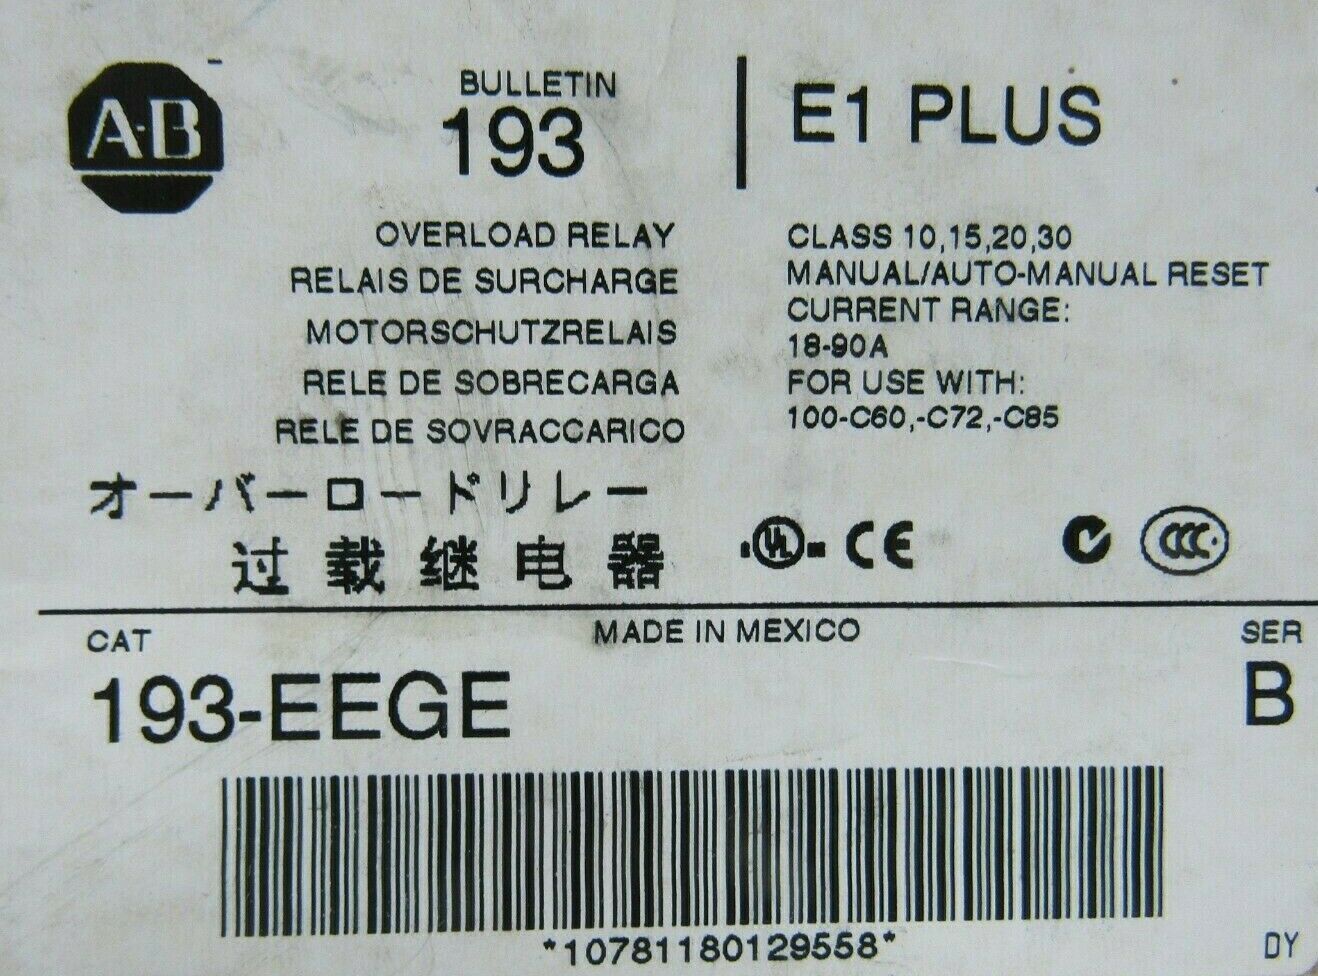 A-B
BULLETIN
193
E1 PLUS
OVERLOAD RELAY
RELAIS DE SURCHARGE
MOTORSCHUTZRELAIS
RELE DE SOBRECARGA
RELE DE SOVRACCARICO
オーバーロードリレー
过载继电器
CLASS 10,15,20,30
MANUAL/AUTO-MANUAL RESET
CURRENT RANGE:
18-90A
FOR USE WITH:
100-C60,-C72,-C85
UL CE CCC
CAT
MADE IN MEXICO
SER
193-EEGE
B
*10781180129558*
DY